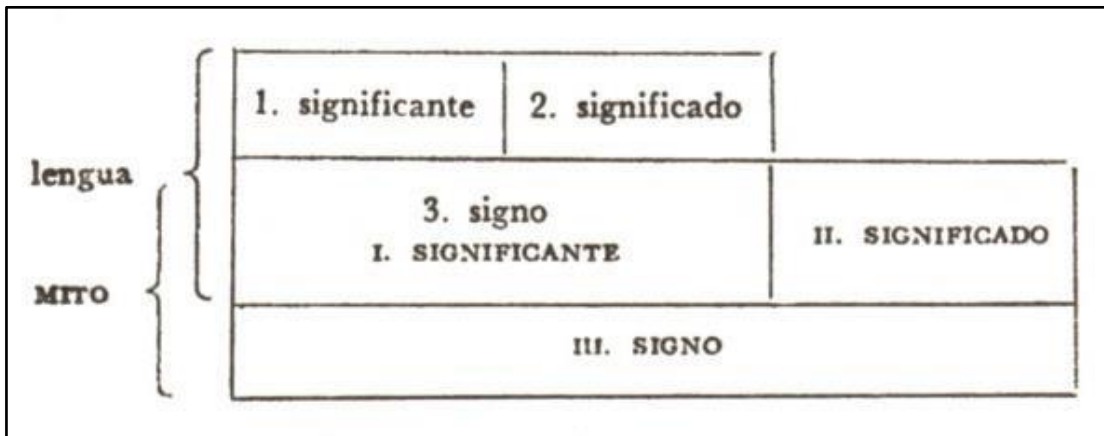 1. significante 2. significado
lengua
3. signo
I. SIGNIFICANTE
II. SIGNIFICADO
MITO
III. SIGNO